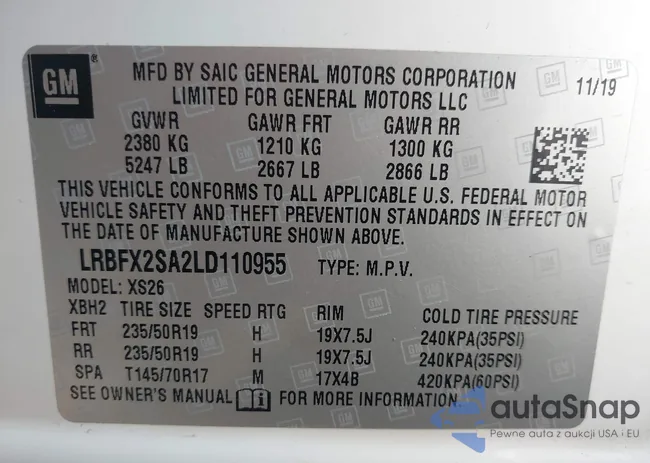 GM
MFD BY SAIC GENERAL MOTORS CORPORATION
LIMITED FOR GENERAL MOTORS LLC
11/19
GVWR GAWR FRT GAWR RR
2380 KG 1210 KG 1300 KG
5247 LB 2667 LB 2866 LB
THIS VEHICLE CONFORMS TO ALL APPLICABLE U.S. FEDERAL MOTOR
VEHICLE SAFETY AND THEFT PREVENTION STANDARDS IN EFFECT ON
THE DATE OF MANUFACTURE SHOWN ABOVE.
LRBFX2SA2LD110955 TYPE: M.P.V.
MODEL: XS26
XBH2 TIRE SIZE SPEED RTG RIM COLD TIRE PRESSURE
FRT 235/50R19 H 19X7.5J 240KPA(35PSI)
RR 235/50R19 H 19X7.5J 240KPA(35PSI)
SPA T145/70R17 M 17X4B 420KPA(60PSI)
SEE OWNER'S MANUAL i FOR MORE INFORMATION
autaSnap
Pewne auta z aukcji USA i EU